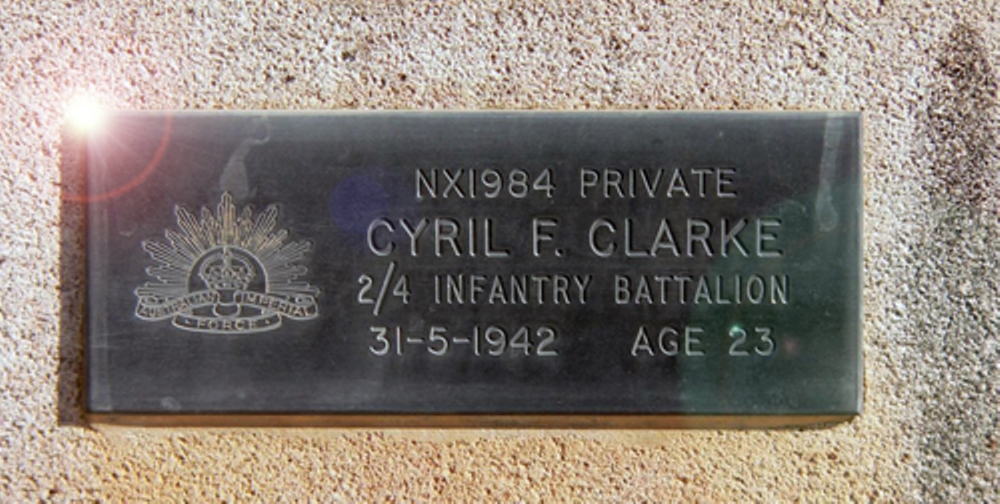 NX1984 PRIVATE
CYRIL F. CLARKE
2/4 INFANTRY BATTALION
31-5-1942 AGE 23
AUSTRALIAN IMPERIAL
FORCE